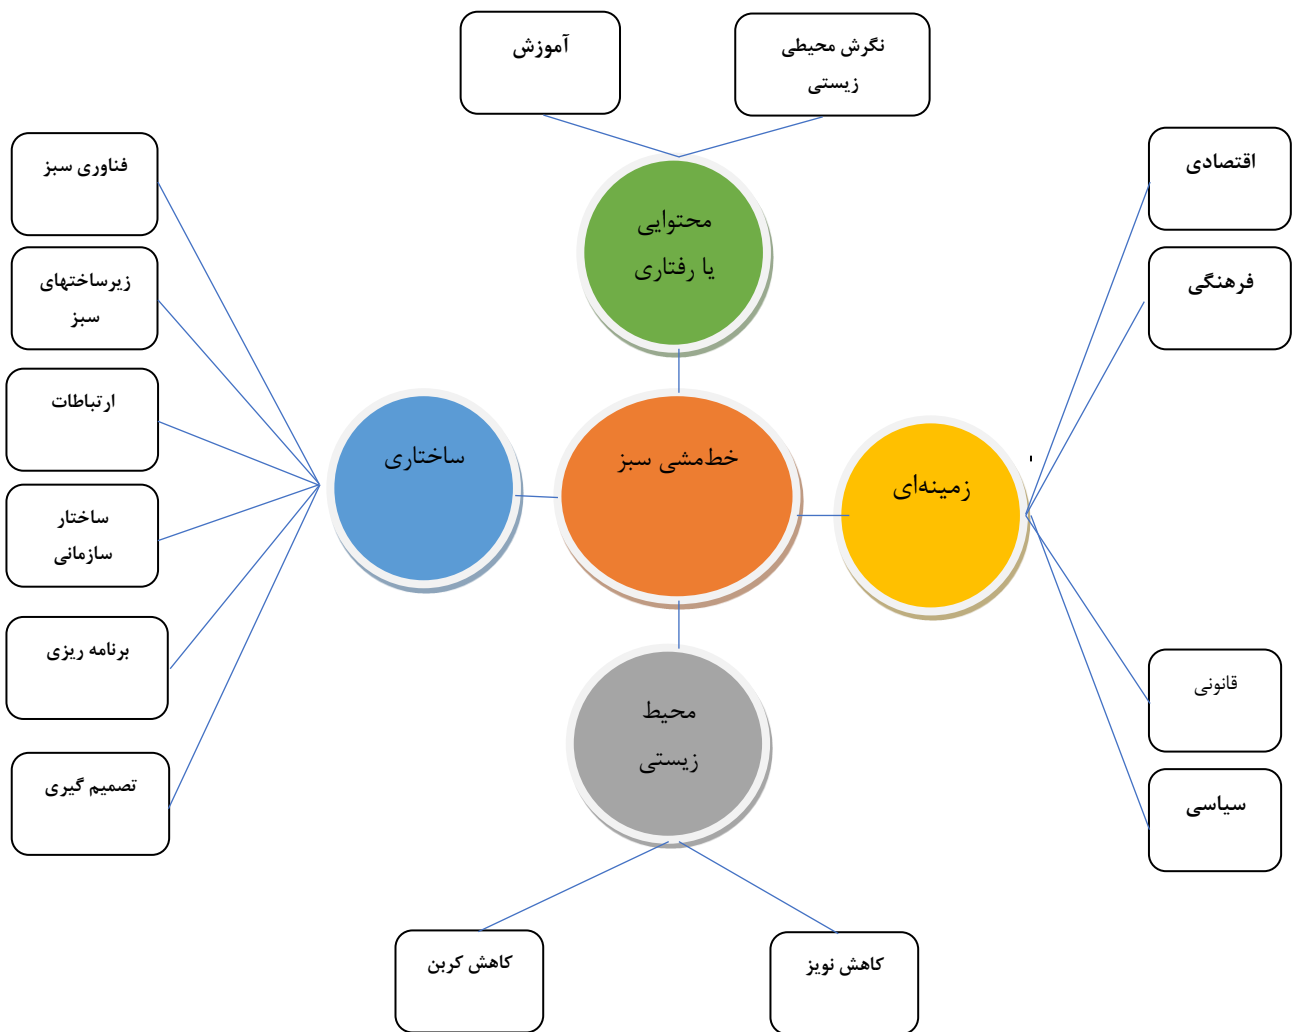 آموزش
نگرش محیطی
زیستی
فناوری سبز
زیرساختهای
سبز
ارتباطات
ساختار
سازمانی
برنامه ریزی
تصمیم گیری
محتوایی
یا رفتاری
ساختاری
خط‌مشی سبز
زمینه‌ای
محیط
زیستی
اقتصادی
فرهنگی
قانونی
سیاسی
کاهش کربن
کاهش نویز